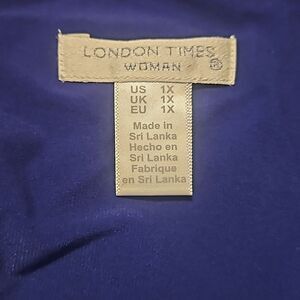 LONDON TIMES
WOMAN ®
US 1X
UK 1X
EU 1X
Made in
Sri Lanka
Hecho en
Sri Lanka
Fabrique
en Sri Lanka